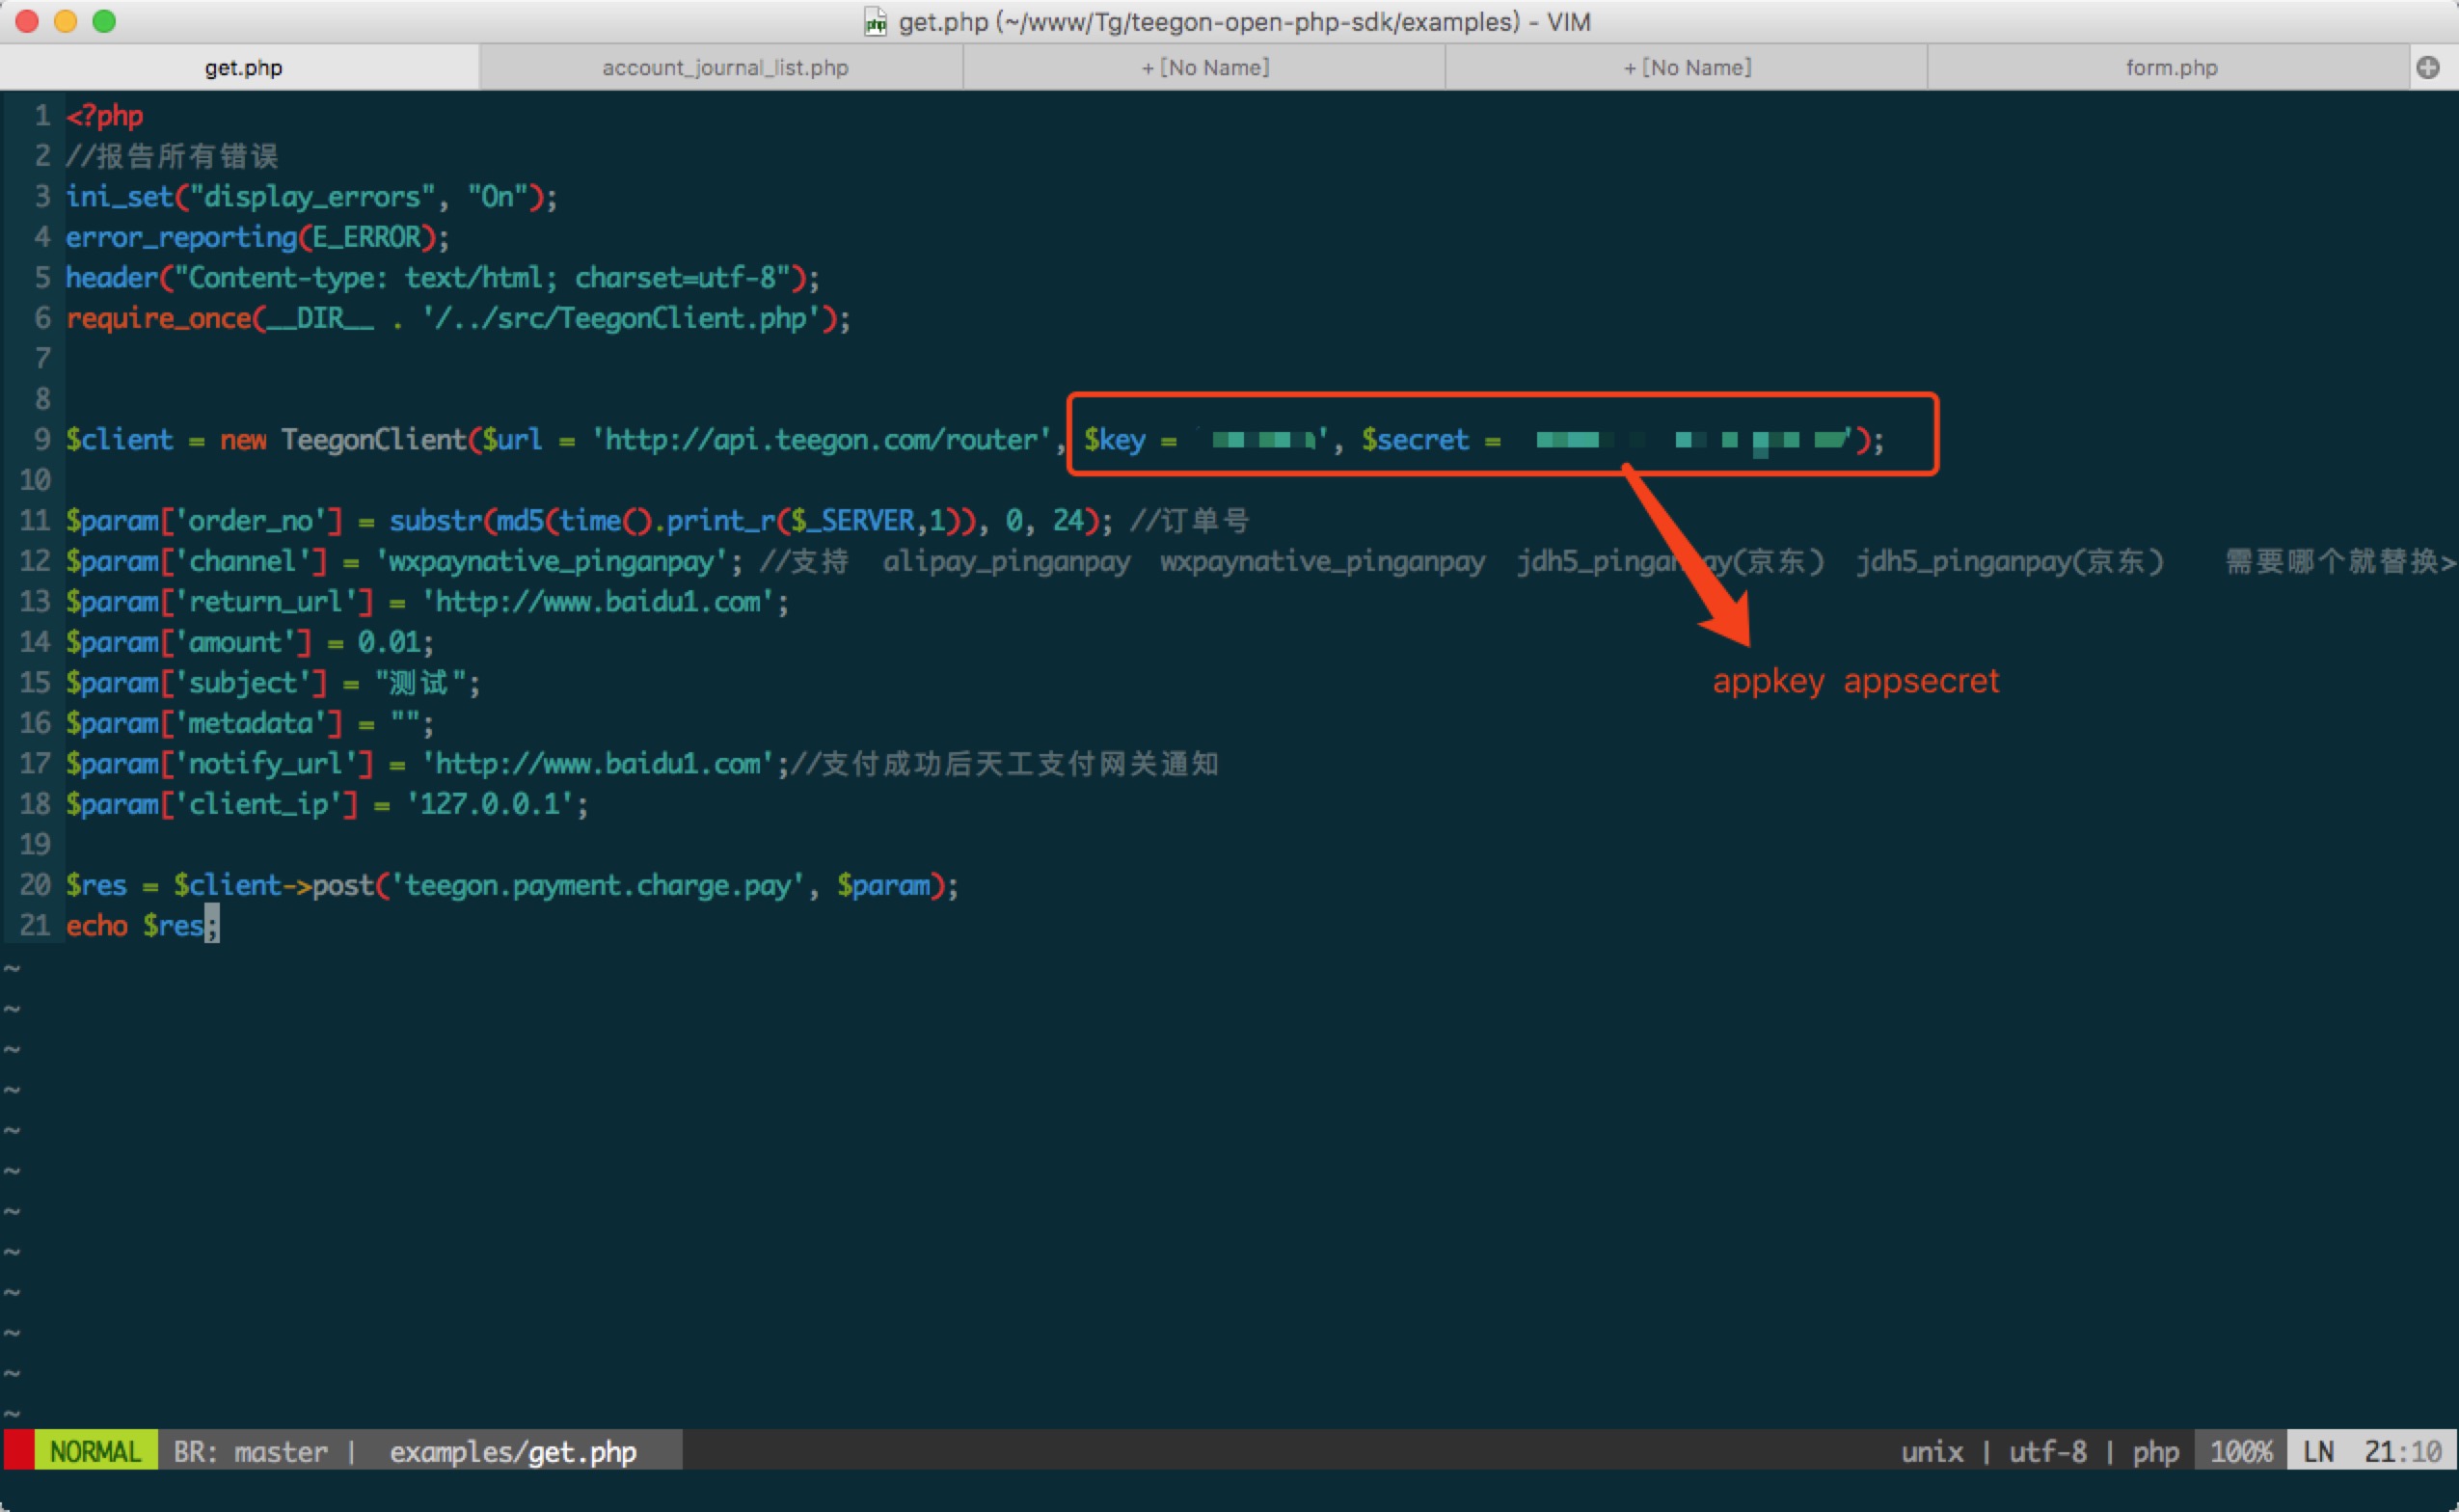 get.php (~/www/Tg/teegon-open-php-sdk/examples) - VIM
get.php account_journal_list.php + [No Name] + [No Name] form.php
1 <?php
2 //报告所有错误
3 ini_set("display_errors", "On");
4 error_reporting(E_ERROR);
5 header("Content-type: text/html; charset=utf-8");
6 require_once(__DIR__ . '/../src/TeegonClient.php');
7
8
9 $client = new TeegonClient($url = 'http://api.teegon.com/router', $key = ', $secret = ');
10
11 $param['order_no'] = substr(md5(time().print_r($_SERVER,1)), 0, 24); //订单号
12 $param['channel'] = 'wxpaynative_pinganpay'; //支持 alipay_pinganpay wxpaynative_pinganpay jdh5_pinganpay(京东) jdh5_pinganpay(京东) 需要哪个就替换>
13 $param['return_url'] = 'http://www.baidu1.com';
14 $param['amount'] = 0.01;
appkey appsecret
15 $param['subject'] = "测试";
16 $param['metadata'] = "";
17 $param['notify_url'] = 'http://www.baidu1.com';//支付成功后天工支付网关通知
18 $param['client_ip'] = '127.0.0.1';
19
20 $res = $client->post('teegon.payment.charge.pay', $param);
21 echo $res;
~
~
~
~
~
~
~
~
~
~
~
~
NORMAL BR: master | examples/get.php unix | utf-8 | php 100% LN 21:10